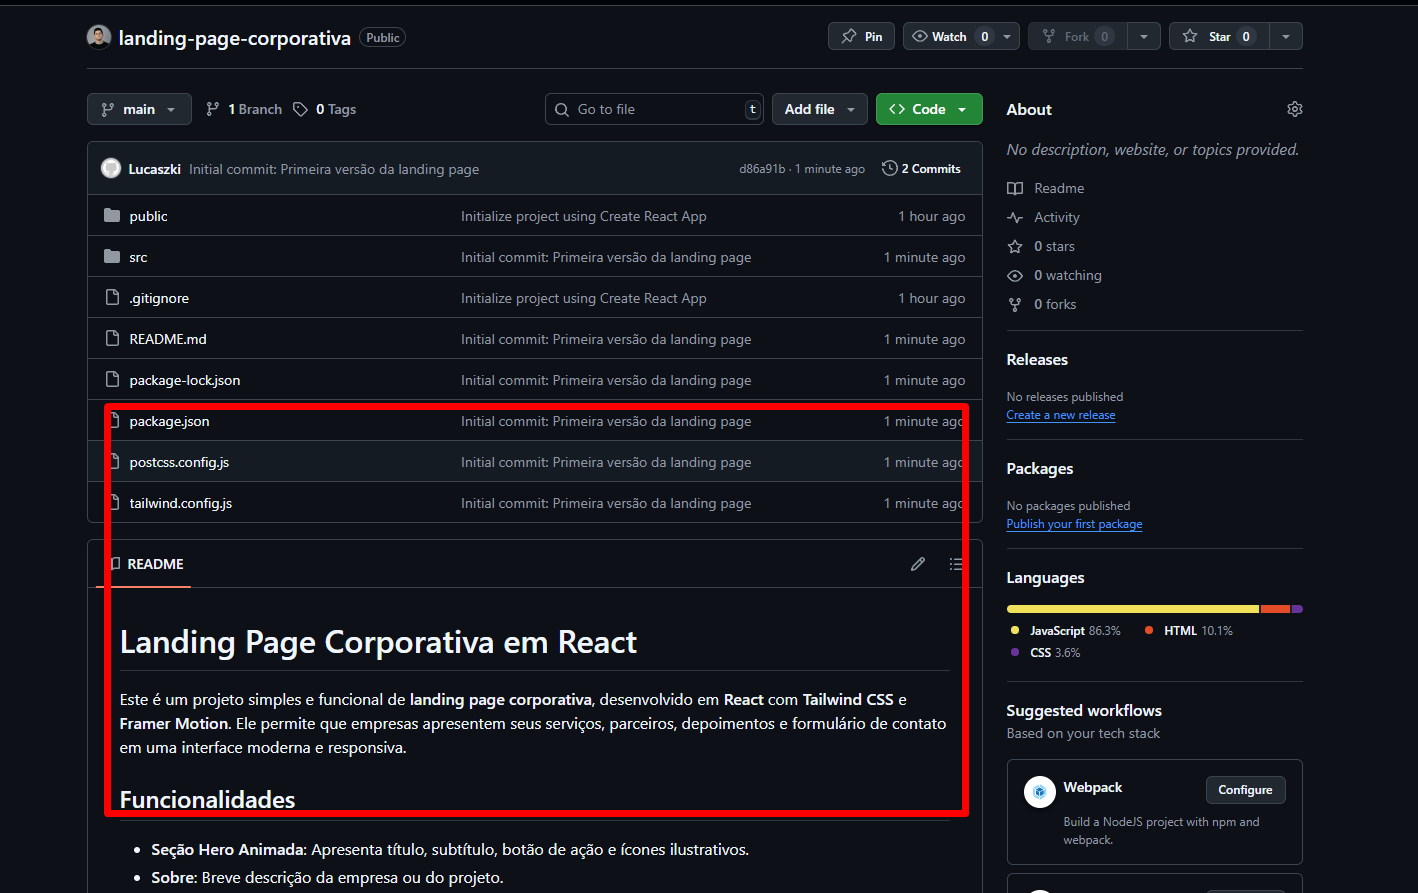 landing-page-corporativa Public
Pin Watch 0 Fork 0 Star 0
main 1 Branch 0 Tags Go to file t Add file Code
Lucaszki Initial commit: Primeira versão da landing page d86a91b · 1 minute ago 2 Commits
public Initialize project using Create React App 1 hour ago
src Initial commit: Primeira versão da landing page 1 minute ago
.gitignore Initialize project using Create React App 1 hour ago
README.md Initial commit: Primeira versão da landing page 1 minute ago
package-lock.json Initial commit: Primeira versão da landing page 1 minute ago
package.json Initial commit: Primeira versão da landing page 1 minute ago
postcss.config.js Initial commit: Primeira versão da landing page 1 minute ago
tailwind.config.js Initial commit: Primeira versão da landing page 1 minute ago
README
Landing Page Corporativa em React
Este é um projeto simples e funcional de landing page corporativa, desenvolvido em React com Tailwind CSS e
Framer Motion. Ele permite que empresas apresentem seus serviços, parceiros, depoimentos e formulário de contato
em uma interface moderna e responsiva.
Funcionalidades
• Seção Hero Animada: Apresenta título, subtítulo, botão de ação e ícones ilustrativos.
• Sobre: Breve descrição da empresa ou do projeto.
About
No description, website, or topics provided.
Readme
Activity
0 stars
0 watching
0 forks
Releases
No releases published
Create a new release
Packages
No packages published
Publish your first package
Languages
JavaScript 86.3% HTML 10.1%
CSS 3.6%
Suggested workflows
Based on your tech stack
Webpack Configure
Build a NodeJS project with npm and
webpack.